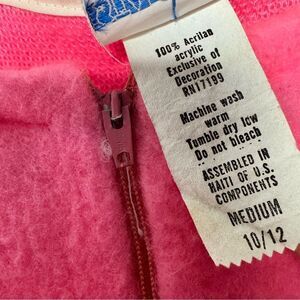 100% Acrilan
acrylic
Exclusive of
Decoration
RN17199
Machine wash
warm
Tumble dry low
Do not bleach
ASSEMBLED IN
HAITI OF U.S.
COMPONENTS
MEDIUM
10/12